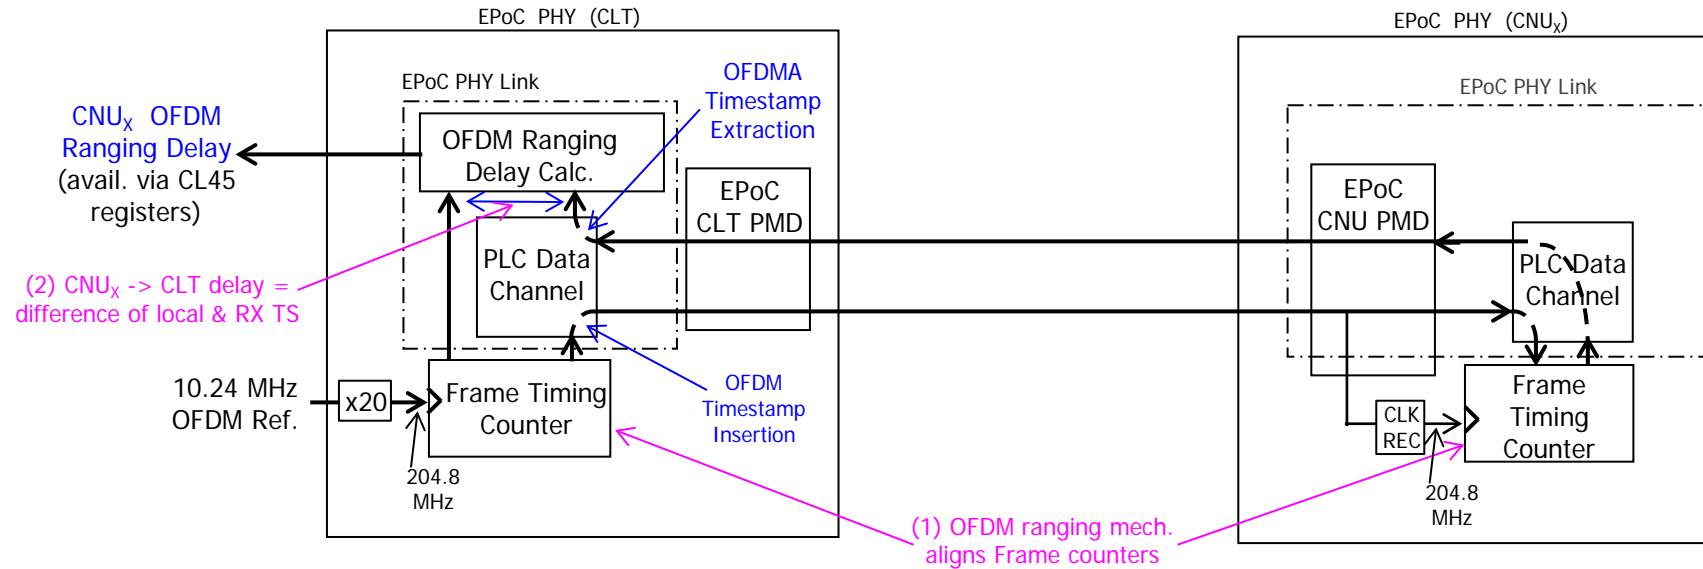 EPoC PHY (CLT)
EPoC PHY (CNUX)
EPoC PHY Link
OFDMA
Timestamp
Extraction
EPoC PHY Link
CNUX OFDM
Ranging Delay
(avail. via CL45
registers)
OFDM Ranging
Delay Calc.
EPoC
CLT PMD
EPoC
CNU PMD
PLC Data
Channel
PLC Data
Channel
(2) CNUX -> CLT delay =
difference of local & RX TS
10.24 MHz
OFDM Ref.
x20
Frame Timing
Counter
OFDM
Timestamp
Insertion
204.8
MHz
CLK
REC
Frame
Timing
Counter
204.8
MHz
(1) OFDM ranging mech.
aligns Frame counters